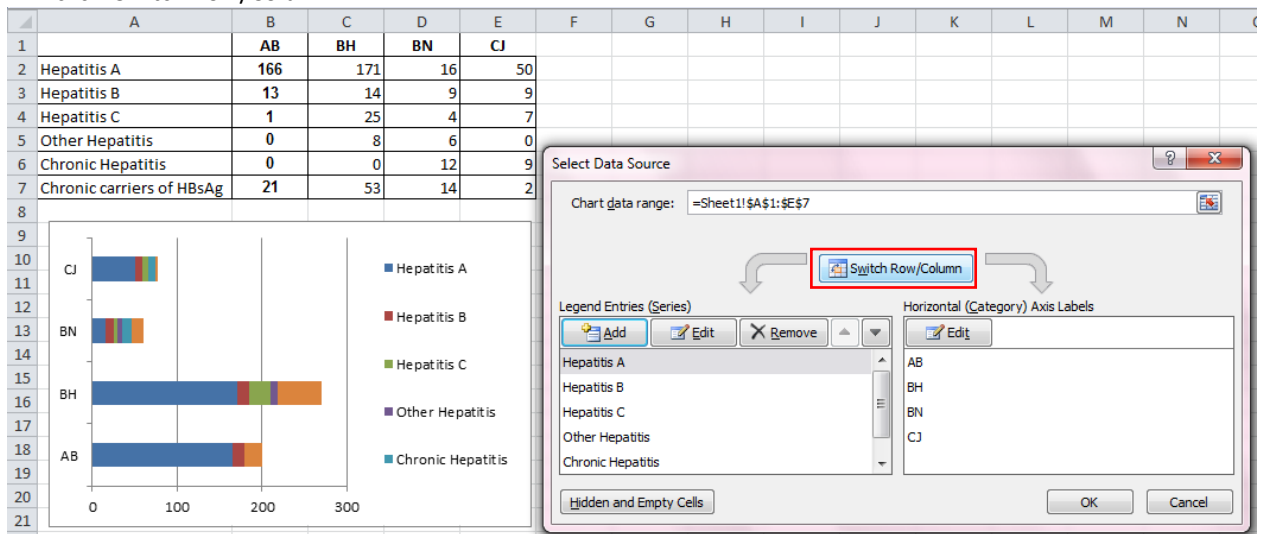 A B C D E F G H I J K L M N
1 AB BH BN CJ
2 Hepatitis A 166 171 16 50
3 Hepatitis B 13 14 9 9
4 Hepatitis C 1 25 4 7
5 Other Hepatitis 0 8 6 0
6 Chronic Hepatitis 0 0 12 9
7 Chronic carriers of HBsAg 21 53 14 2
8
9
10
11
12
13
14
15
16
17
18
19
20
21
CJ
BN
BH
AB
0 100 200 300
Hepatitis A
Hepatitis B
Hepatitis C
Other Hepatitis
Chronic Hepatitis
Select Data Source
Chart data range: =Sheet1!$A$1:$E$7
Switch Row/Column
Legend Entries (Series)
Add Edit Remove
Hepatitis A
Hepatitis B
Hepatitis C
Other Hepatitis
Chronic Hepatitis
Horizontal (Category) Axis Labels
Edit
AB
BH
BN
CJ
Hidden and Empty Cells
OK Cancel